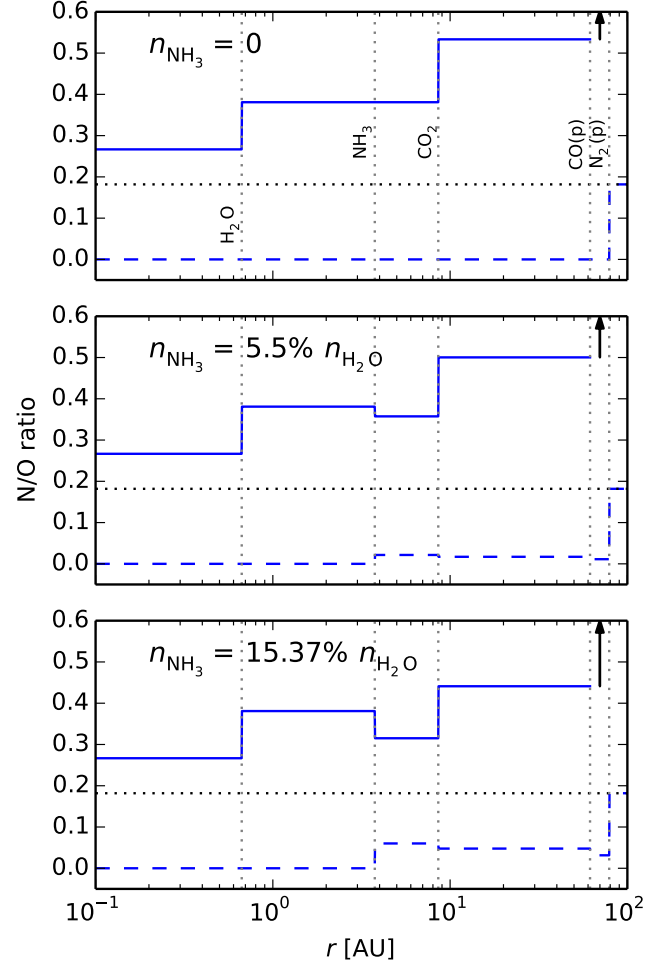 0.6
n_NH3 = 0
0.5
0.4
0.3
0.2
0.1
0.0
H2O
NH3
CO2
CO(p)
N2(p)
0.6
n_NH3 = 5.5% n_H2O
0.5
0.4
0.3
0.2
0.1
0.0
N/O ratio
0.6
n_NH3 = 15.37% n_H2O
0.5
0.4
0.3
0.2
0.1
0.0
10^−1 10^0 10^1 10^2
r [AU]